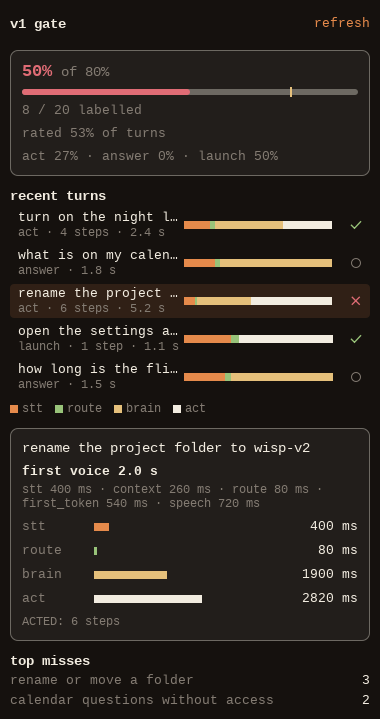 v1 gate
refresh
50% of 80%
8 / 20 labelled
rated 53% of turns
act 27% · answer 0% · launch 50%
recent turns
turn on the night l…
act · 4 steps · 2.4 s
what is on my calen…
answer · 1.8 s
rename the project …
act · 6 steps · 5.2 s
open the settings a…
launch · 1 step · 1.1 s
how long is the fli…
answer · 1.5 s
stt route brain act
rename the project folder to wisp-v2
first voice 2.0 s
stt 400 ms · context 260 ms · route 80 ms ·
first_token 540 ms · speech 720 ms
stt 400 ms
route 80 ms
brain 1900 ms
act 2820 ms
ACTED: 6 steps
top misses
rename or move a folder 3
calendar questions without access 2